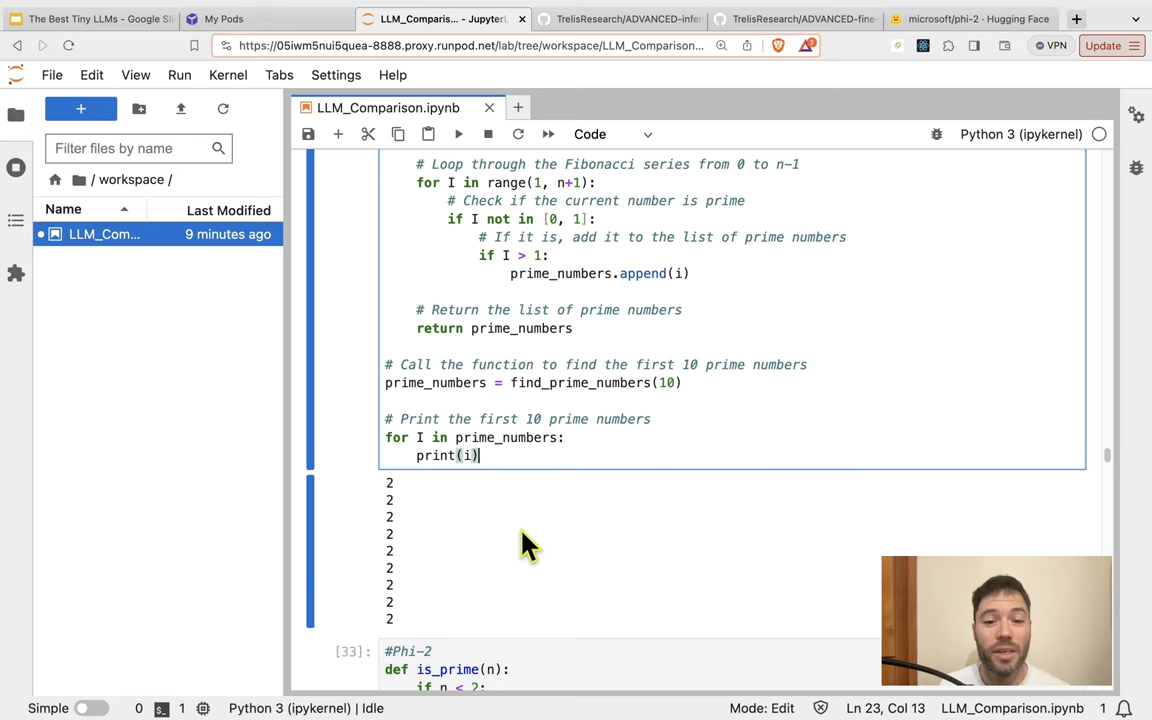 The Best Tiny LLMs - Google Sli
My Pods
LLM_Comparis... - JupyterL
TrelisResearch/ADVANCED-infer
TrelisResearch/ADVANCED-fine-
microsoft/phi-2 · Hugging Face
https://05iwm5nui5quea-8888.proxy.runpod.net/lab/tree/workspace/LLM_Comparison...
VPN
Update
File Edit View Run Kernel Tabs Settings Help
LLM_Comparison.ipynb
Code
Python 3 (ipykernel)
Filter files by name
/ workspace /
Name
Last Modified
LLM_Com...
9 minutes ago
# Loop through the Fibonacci series from 0 to n-1
for I in range(1, n+1):
# Check if the current number is prime
if I not in [0, 1]:
# If it is, add it to the list of prime numbers
if I > 1:
prime_numbers.append(i)
# Return the list of prime numbers
return prime_numbers
# Call the function to find the first 10 prime numbers
prime_numbers = find_prime_numbers(10)
# Print the first 10 prime numbers
for I in prime_numbers:
print(i)
2
2
2
2
2
2
2
2
2
[33]:
#Phi-2
def is_prime(n):
if n < 2:
Simple
0
1
Python 3 (ipykernel) | Idle
Mode: Edit
Ln 23, Col 13
LLM_Comparison.ipynb
1